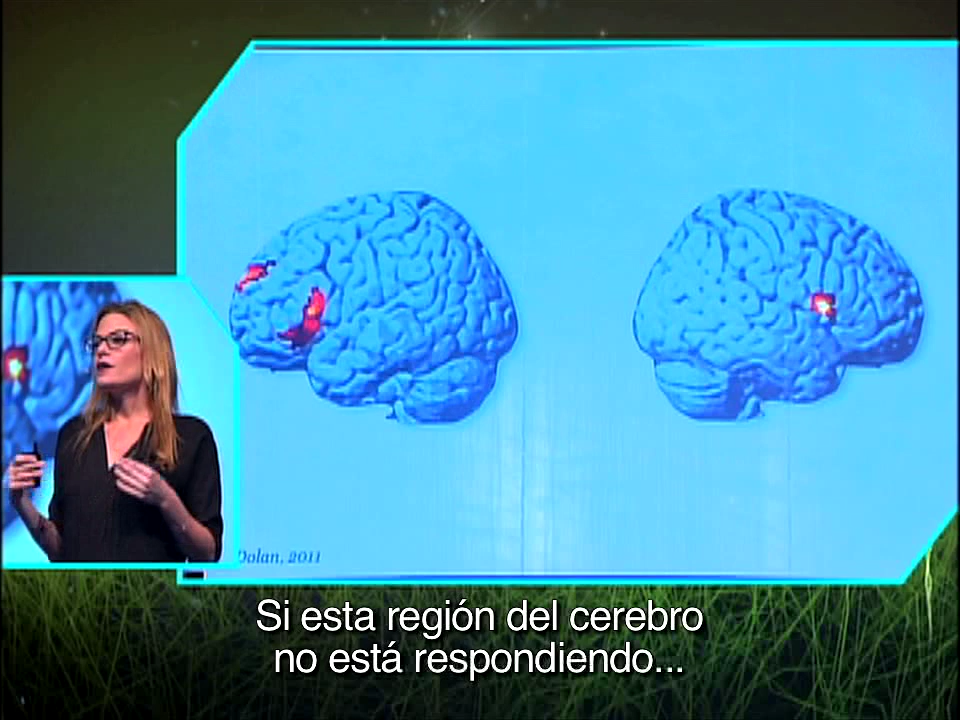 Dolan, 2011
Si esta región del cerebro
no está respondiendo...